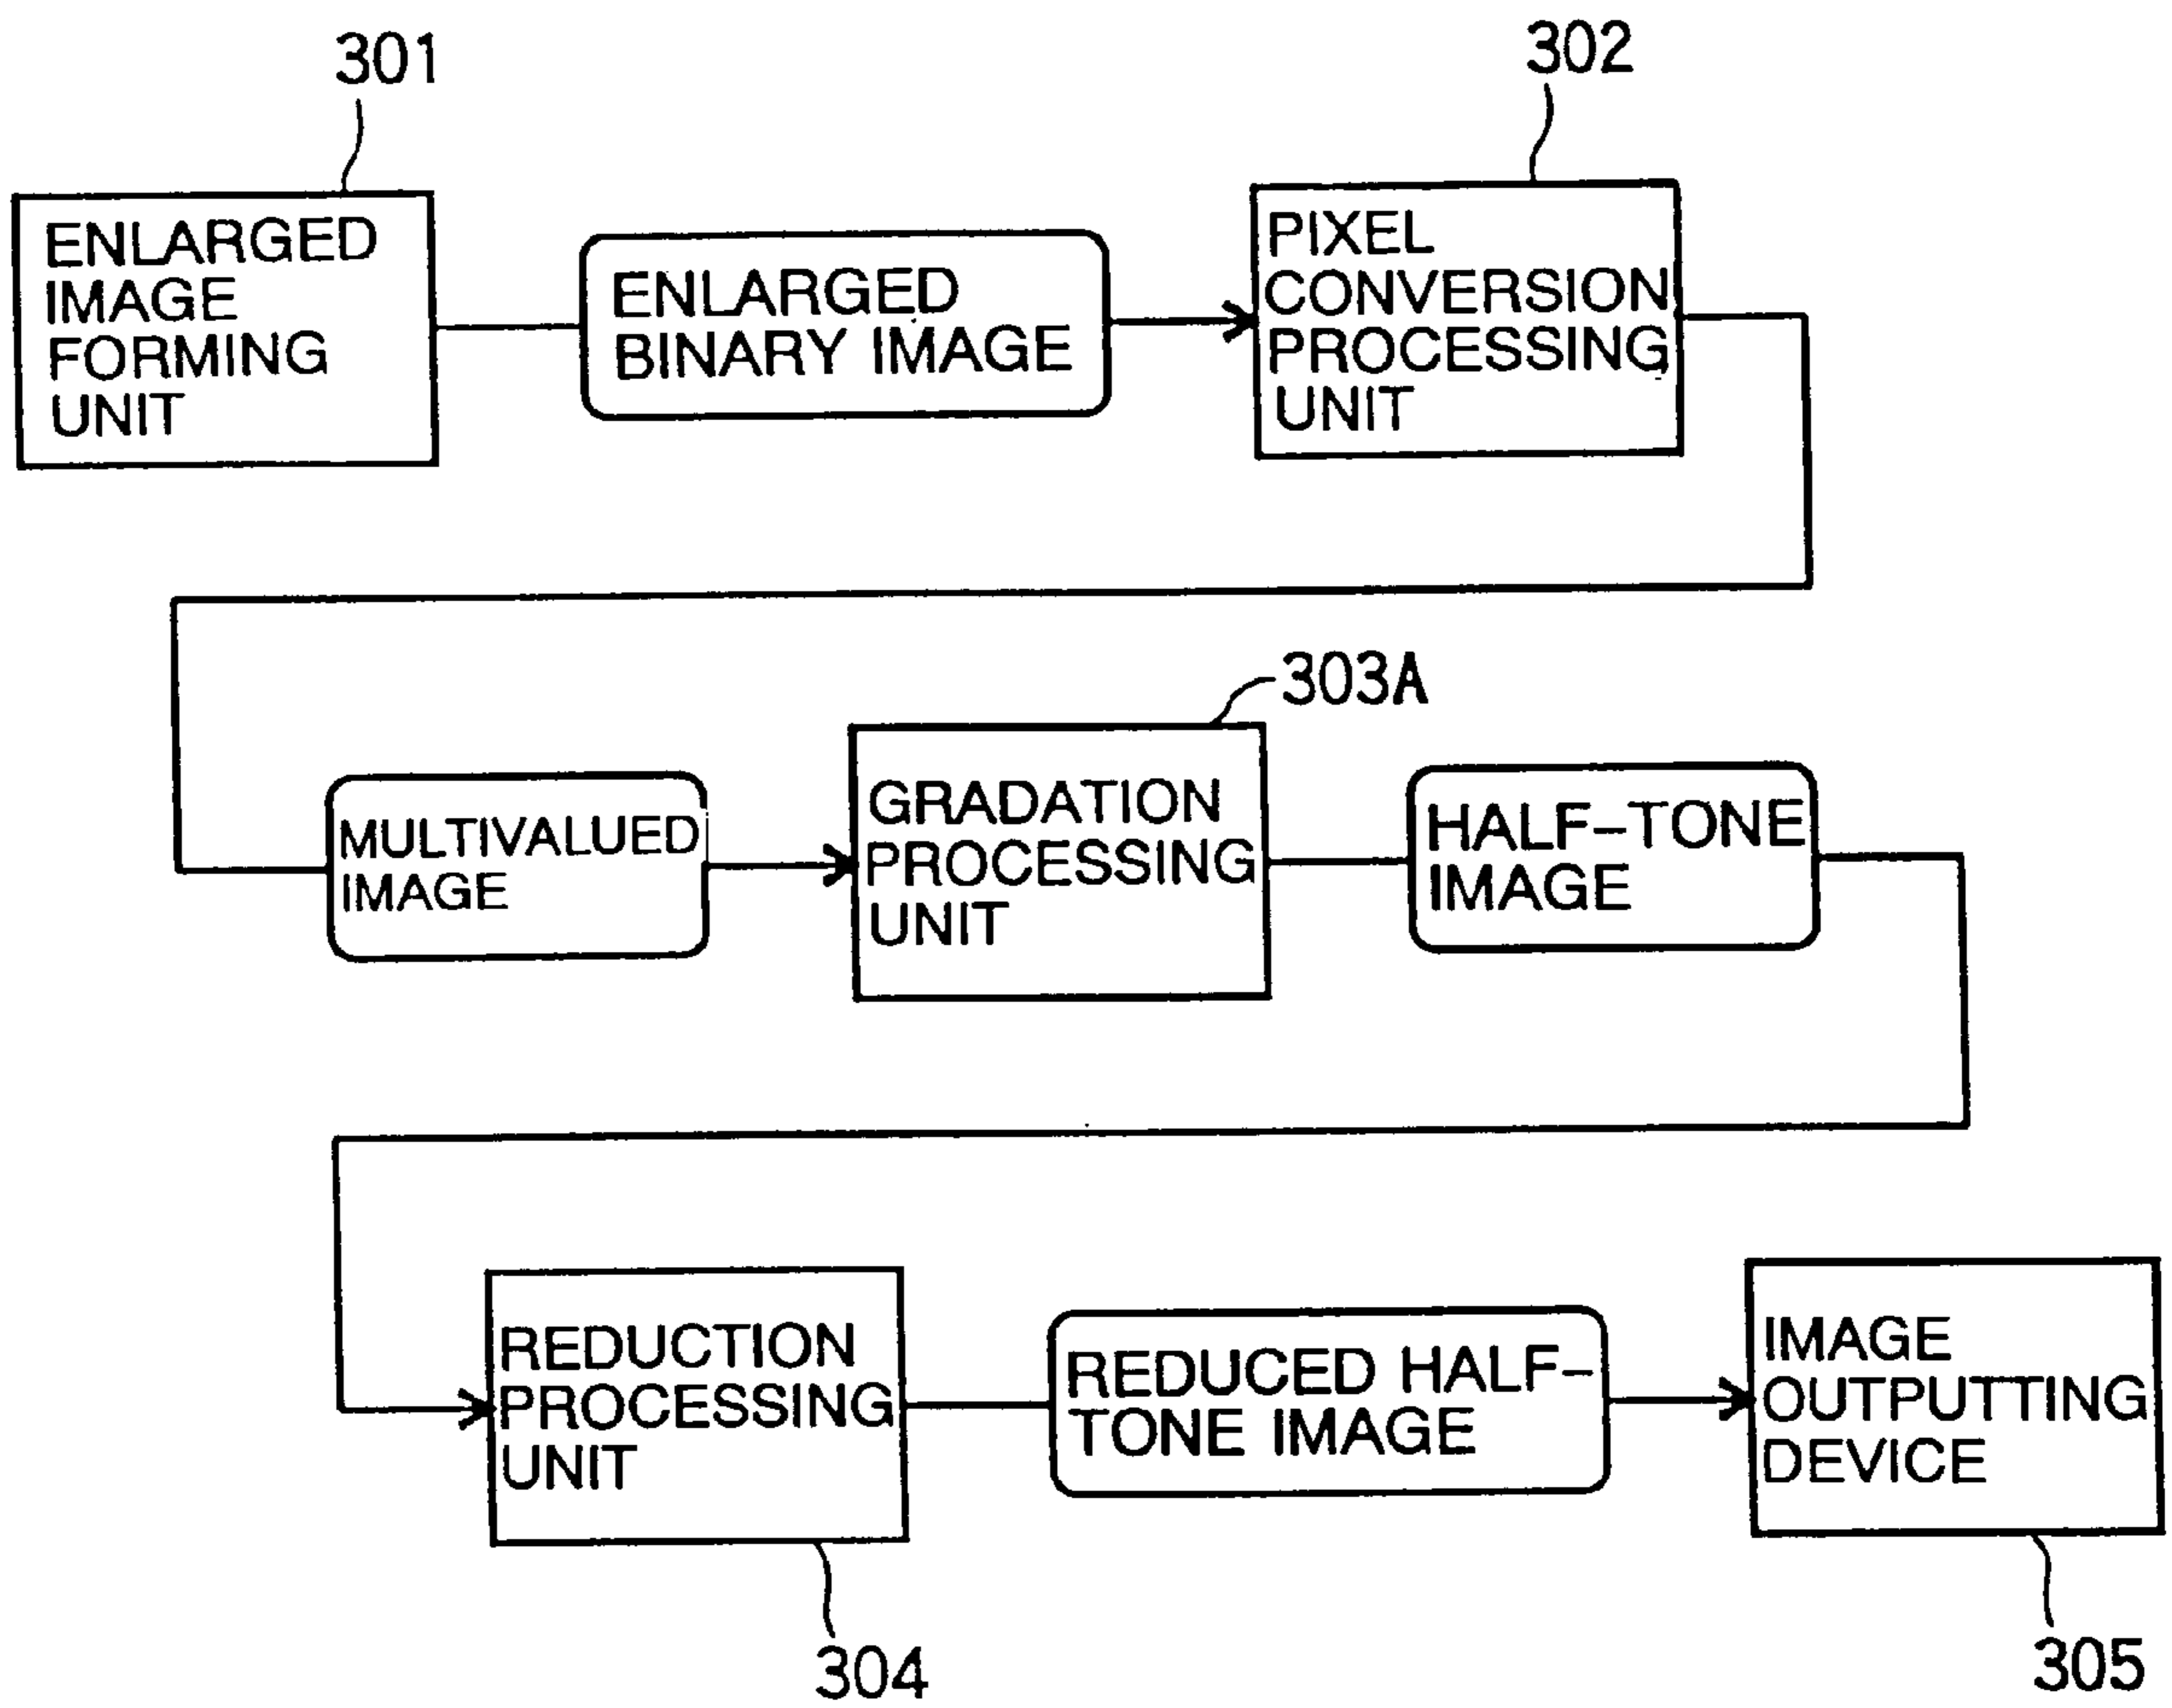 301
302
ENLARGED
IMAGE
FORMING
UNIT
ENLARGED
BINARY IMAGE
PIXEL
CONVERSION
PROCESSING
UNIT
303A
MULTIVALUED
IMAGE
GRADATION
PROCESSING
UNIT
HALF-TONE
IMAGE
REDUCTION
PROCESSING
UNIT
REDUCED HALF-
TONE IMAGE
IMAGE
OUTPUTTING
DEVICE
304
305